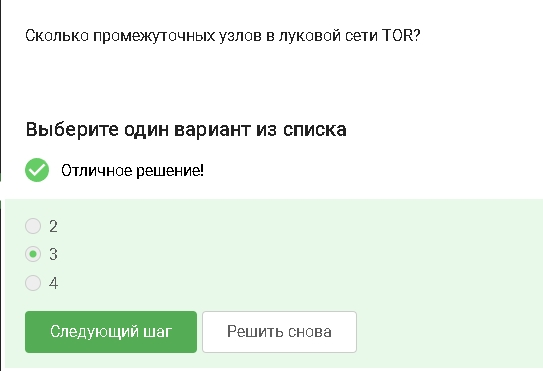 Сколько промежуточных узлов в луковой сети TOR?
Выберите один вариант из списка
Отличное решение!
2
3
4
Следующий шаг
Решить снова